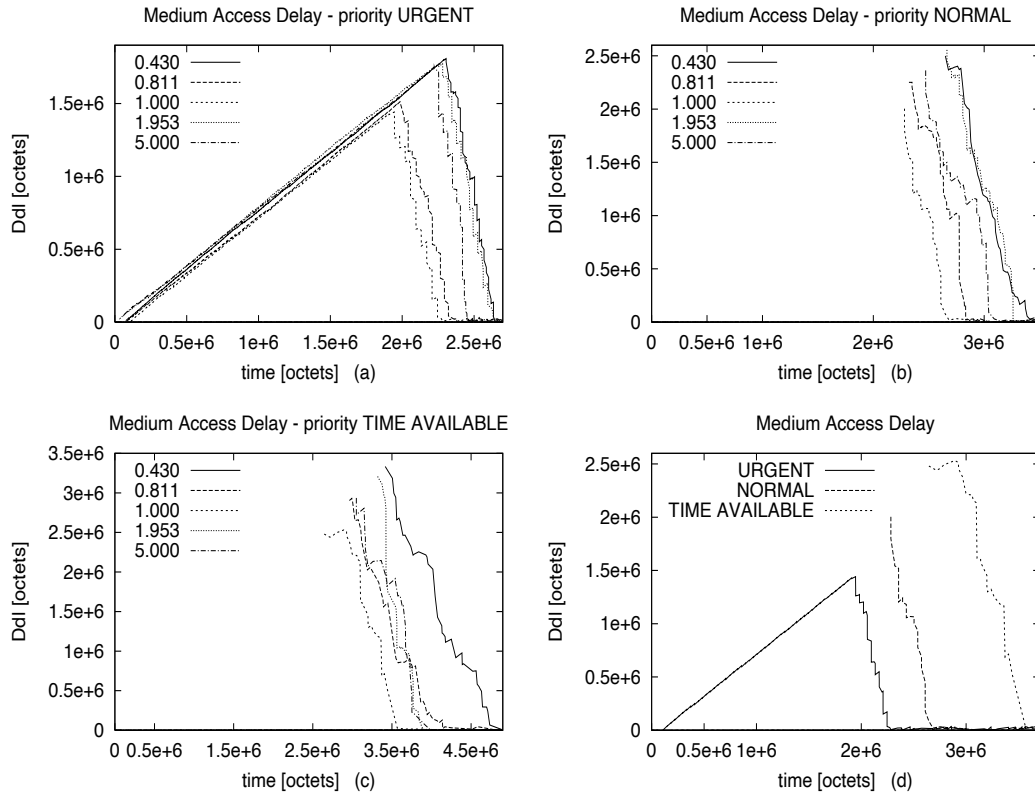 Medium Access Delay - priority URGENT
Ddl [octets]
1.5e+6
1e+6
0.5e+6
0
0.430
0.811
1.000
1.953
5.000
0 0.5e+6 1e+6 1.5e+6 2e+6 2.5e+6
time [octets] (a)
Medium Access Delay - priority NORMAL
Ddl [octets]
2.5e+6
2e+6
1.5e+6
1e+6
0.5e+6
0
0.430
0.811
1.000
1.953
5.000
0 0.5e+6 1e+6 2e+6 3e+6
time [octets] (b)
Medium Access Delay - priority TIME AVAILABLE
Ddl [octets]
3.5e+6
3e+6
2.5e+6
2e+6
1.5e+6
1e+6
0.5e+6
0
0.430
0.811
1.000
1.953
5.000
0 0.5e+6 1.5e+6 2.5e+6 3.5e+6 4.5e+6
time [octets] (c)
Medium Access Delay
Ddl [octets]
2.5e+6
2e+6
1.5e+6
1e+6
0.5e+6
0
URGENT
NORMAL
TIME AVAILABLE
0 0.5e+6 1e+6 2e+6 3e+6
time [octets] (d)